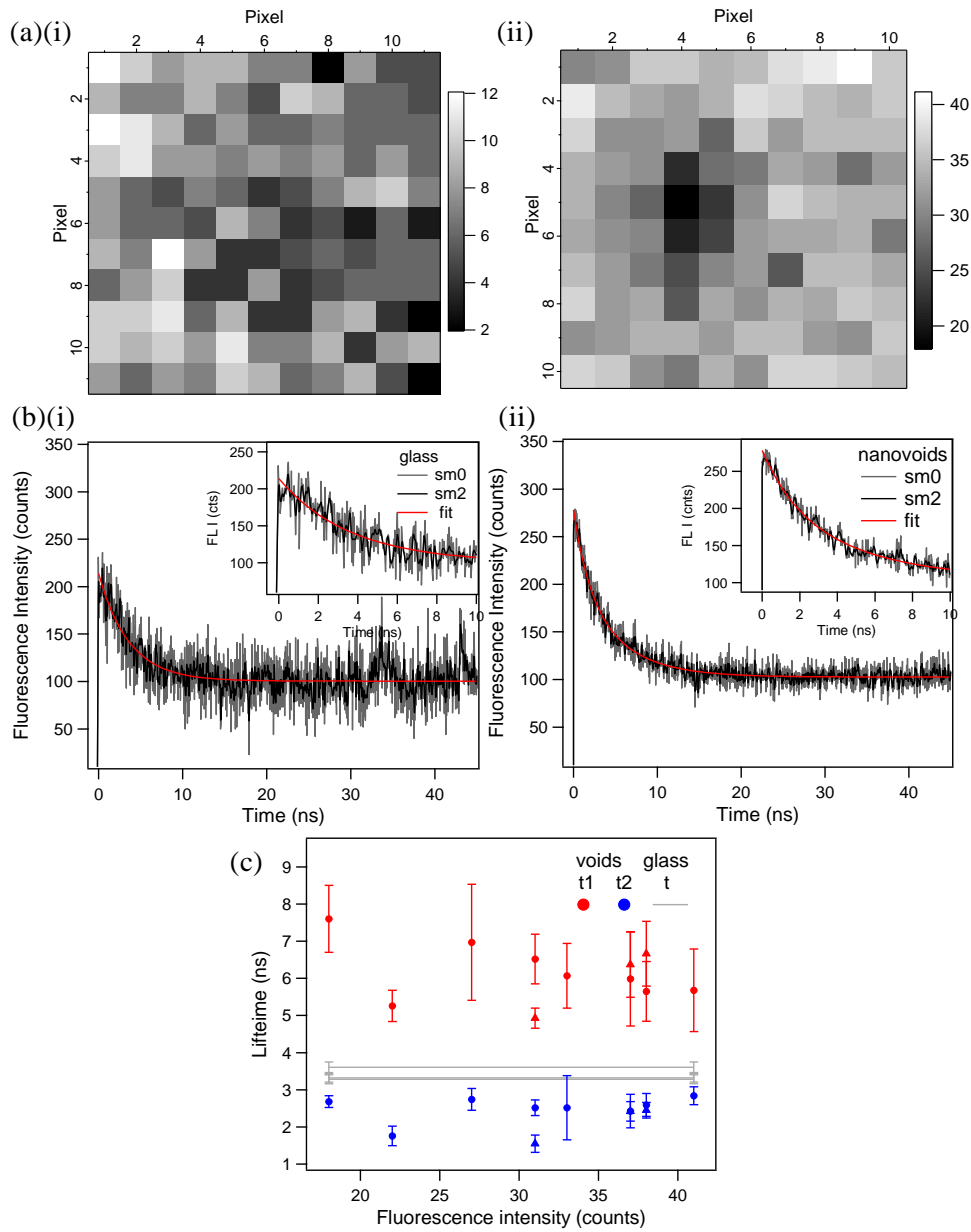 (a)(i)
Pixel
2 4 6 8 10
Pixel
2
4
6
8
10
12
10
8
6
4
2
(ii)
Pixel
2 4 6 8 10
2
4
6
8
10
40
35
30
25
20
(b)(i)
Fluorescence Intensity (counts)
350
300
250
200
150
100
50
0 10 20 30 40
Time (ns)
FL I (cts)
250
200
150
100
0 2 4 6 8 10
Time (ns)
glass
sm0
sm2
fit
(ii)
Fluorescence Intensity (counts)
350
300
250
200
150
100
50
0 10 20 30 40
Time (ns)
FL I (cnts)
250
200
150
100
0 2 4 6 8 10
Time (ns)
nanovoids
sm0
sm2
fit
(c)
Lifteime (ns)
9
8
7
6
5
4
3
2
1
voids glass
t1 t2 t
20 25 30 35 40
Fluorescence intensity (counts)